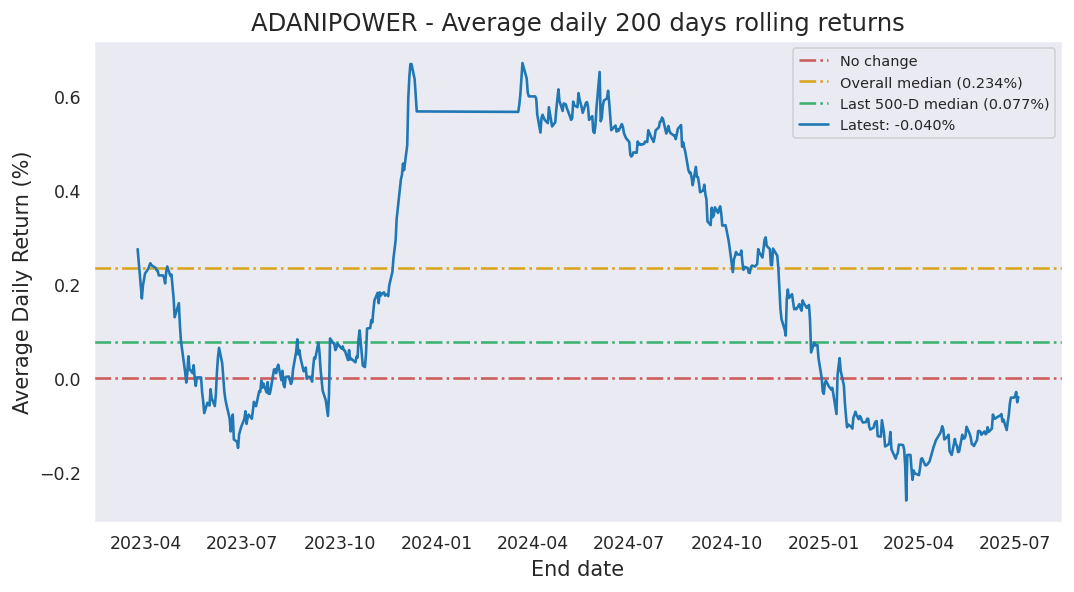 ADANIPOWER - Average daily 200 days rolling returns
No change
Overall median (0.234%)
Last 500-D median (0.077%)
Latest: -0.040%
Average Daily Return (%)
0.6
0.4
0.2
0.0
−0.2
2023-04 2023-07 2023-10 2024-01 2024-04 2024-07 2024-10 2025-01 2025-04 2025-07
End date